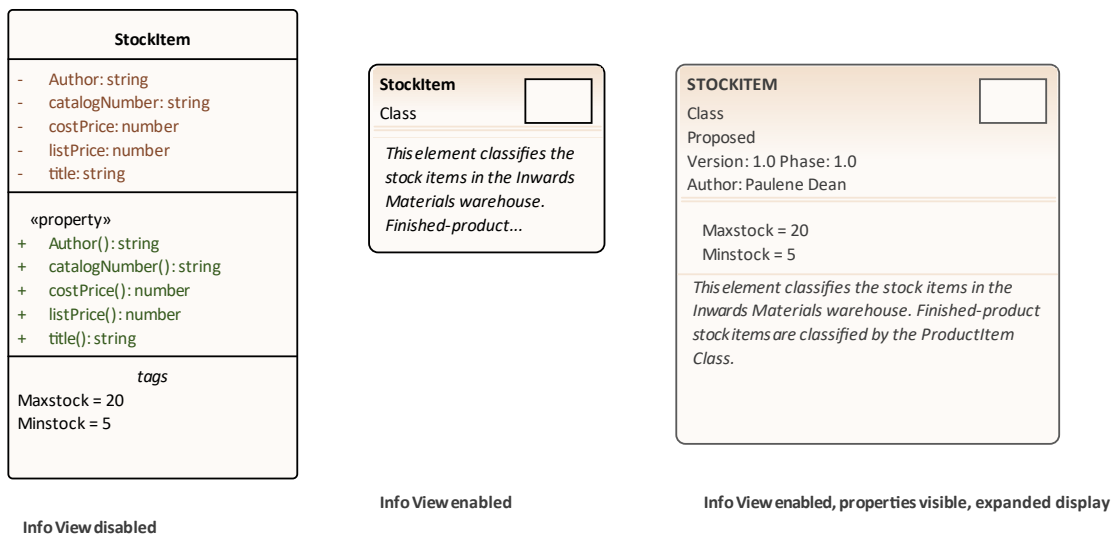 StockItem
- Author: string
- catalogNumber: string
- costPrice: number
- listPrice: number
- title: string
«property»
+ Author(): string
+ catalogNumber(): string
+ costPrice(): number
+ listPrice(): number
+ title(): string
tags
Maxstock = 20
Minstock = 5
Info View disabled
StockItem
Class
This element classifies the
stock items in the Inwards
Materials warehouse.
Finished-product...
Info View enabled
STOCKITEM
Class
Proposed
Version: 1.0 Phase: 1.0
Author: Paulene Dean
Maxstock = 20
Minstock = 5
This element classifies the stock items in the
Inwards Materials warehouse. Finished-product
stock items are classified by the ProductItem
Class.
Info View enabled, properties visible, expanded display